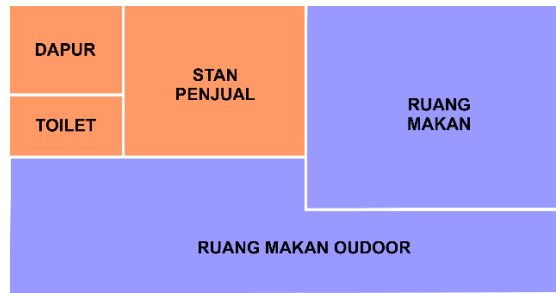 DAPUR
STAN
PENJUAL
TOILET
RUANG
MAKAN
RUANG MAKAN OUDOOR